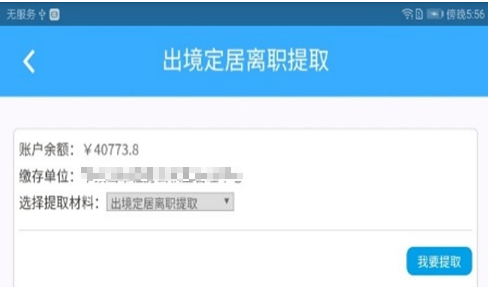 无服务
傍晚5:56
出境定居离职提取
账户余额：￥40773.8
缴存单位：
选择提取材料： 出境定居离职提取
我要提取